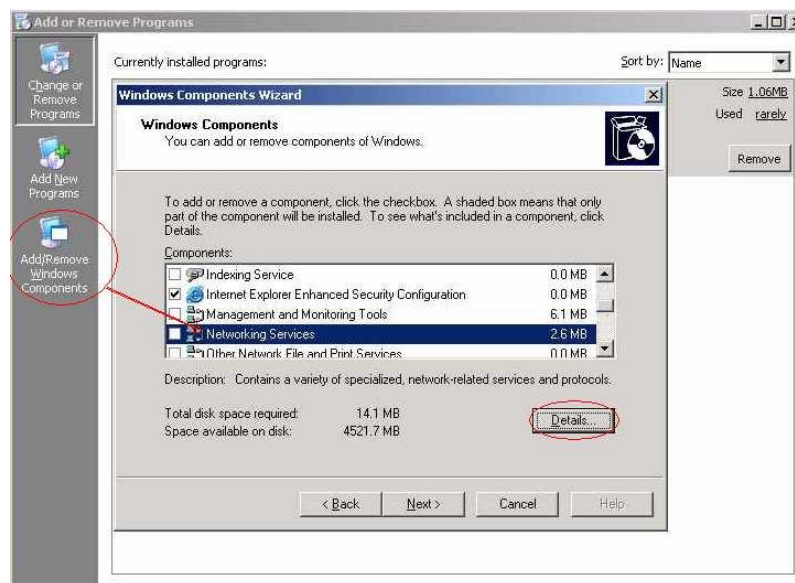 Add or Remove Programs
Change or
Remove
Programs
Add New
Programs
Add/Remove
Windows
Components
Currently installed programs:
Sort by: Name
Size 1.06MB
Used rarely
Remove
Windows Components Wizard
Windows Components
You can add or remove components of Windows.
To add or remove a component, click the checkbox. A shaded box means that only
part of the component will be installed. To see what's included in a component, click
Details.
Components:
Indexing Service 0.0 MB
Internet Explorer Enhanced Security Configuration 0.0 MB
Management and Monitoring Tools 6.1 MB
Networking Services 2.6 MB
Other Network File and Print Services 0.0 MB
Description: Contains a variety of specialized, network-related services and protocols.
Total disk space required: 14.1 MB
Space available on disk: 4521.7 MB
Details...
< Back Next > Cancel Help